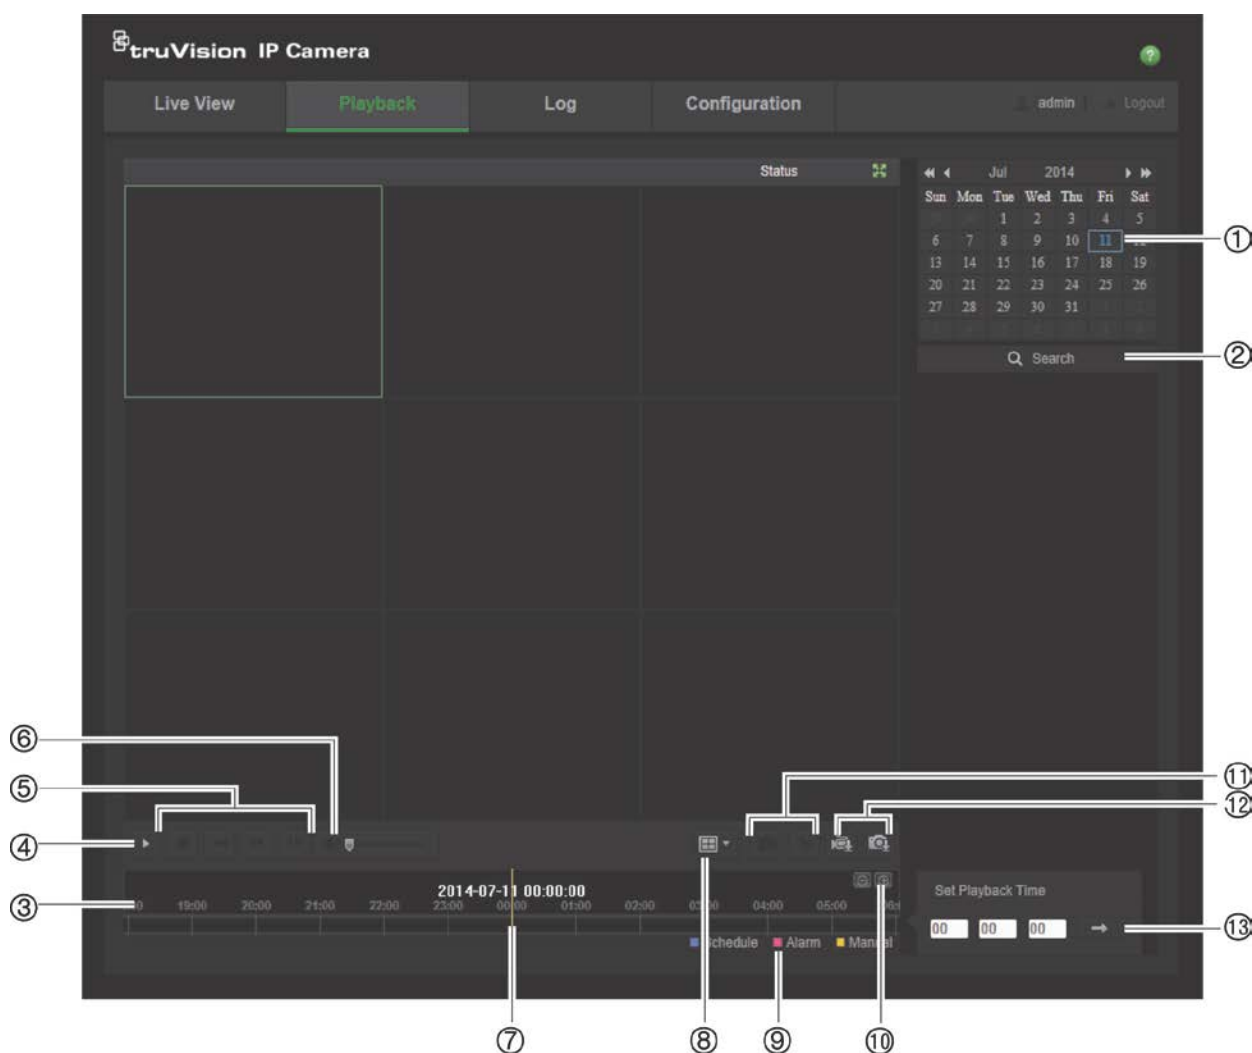 truVision IP Camera
?
Live View Playback Log Configuration admin Logout
Status
Jul 2014
Sun Mon Tue Wed Thu Fri Sat
1 2 3 4 5
6 7 8 9 10 11
13 14 15 16 17 18 19
20 21 22 23 24 25 26
27 28 29 30 31
①
Search
②
⑥
⑤
④
⑪
⑫
2014-07-11 00:00:00
③
19:00 20:00 21:00 22:00 23:00 00:00 01:00 02:00 03:00 04:00 05:00
Schedule Alarm Manual
Set Playback Time
00 00 00
⑬
⑦ ⑧ ⑨ ⑩